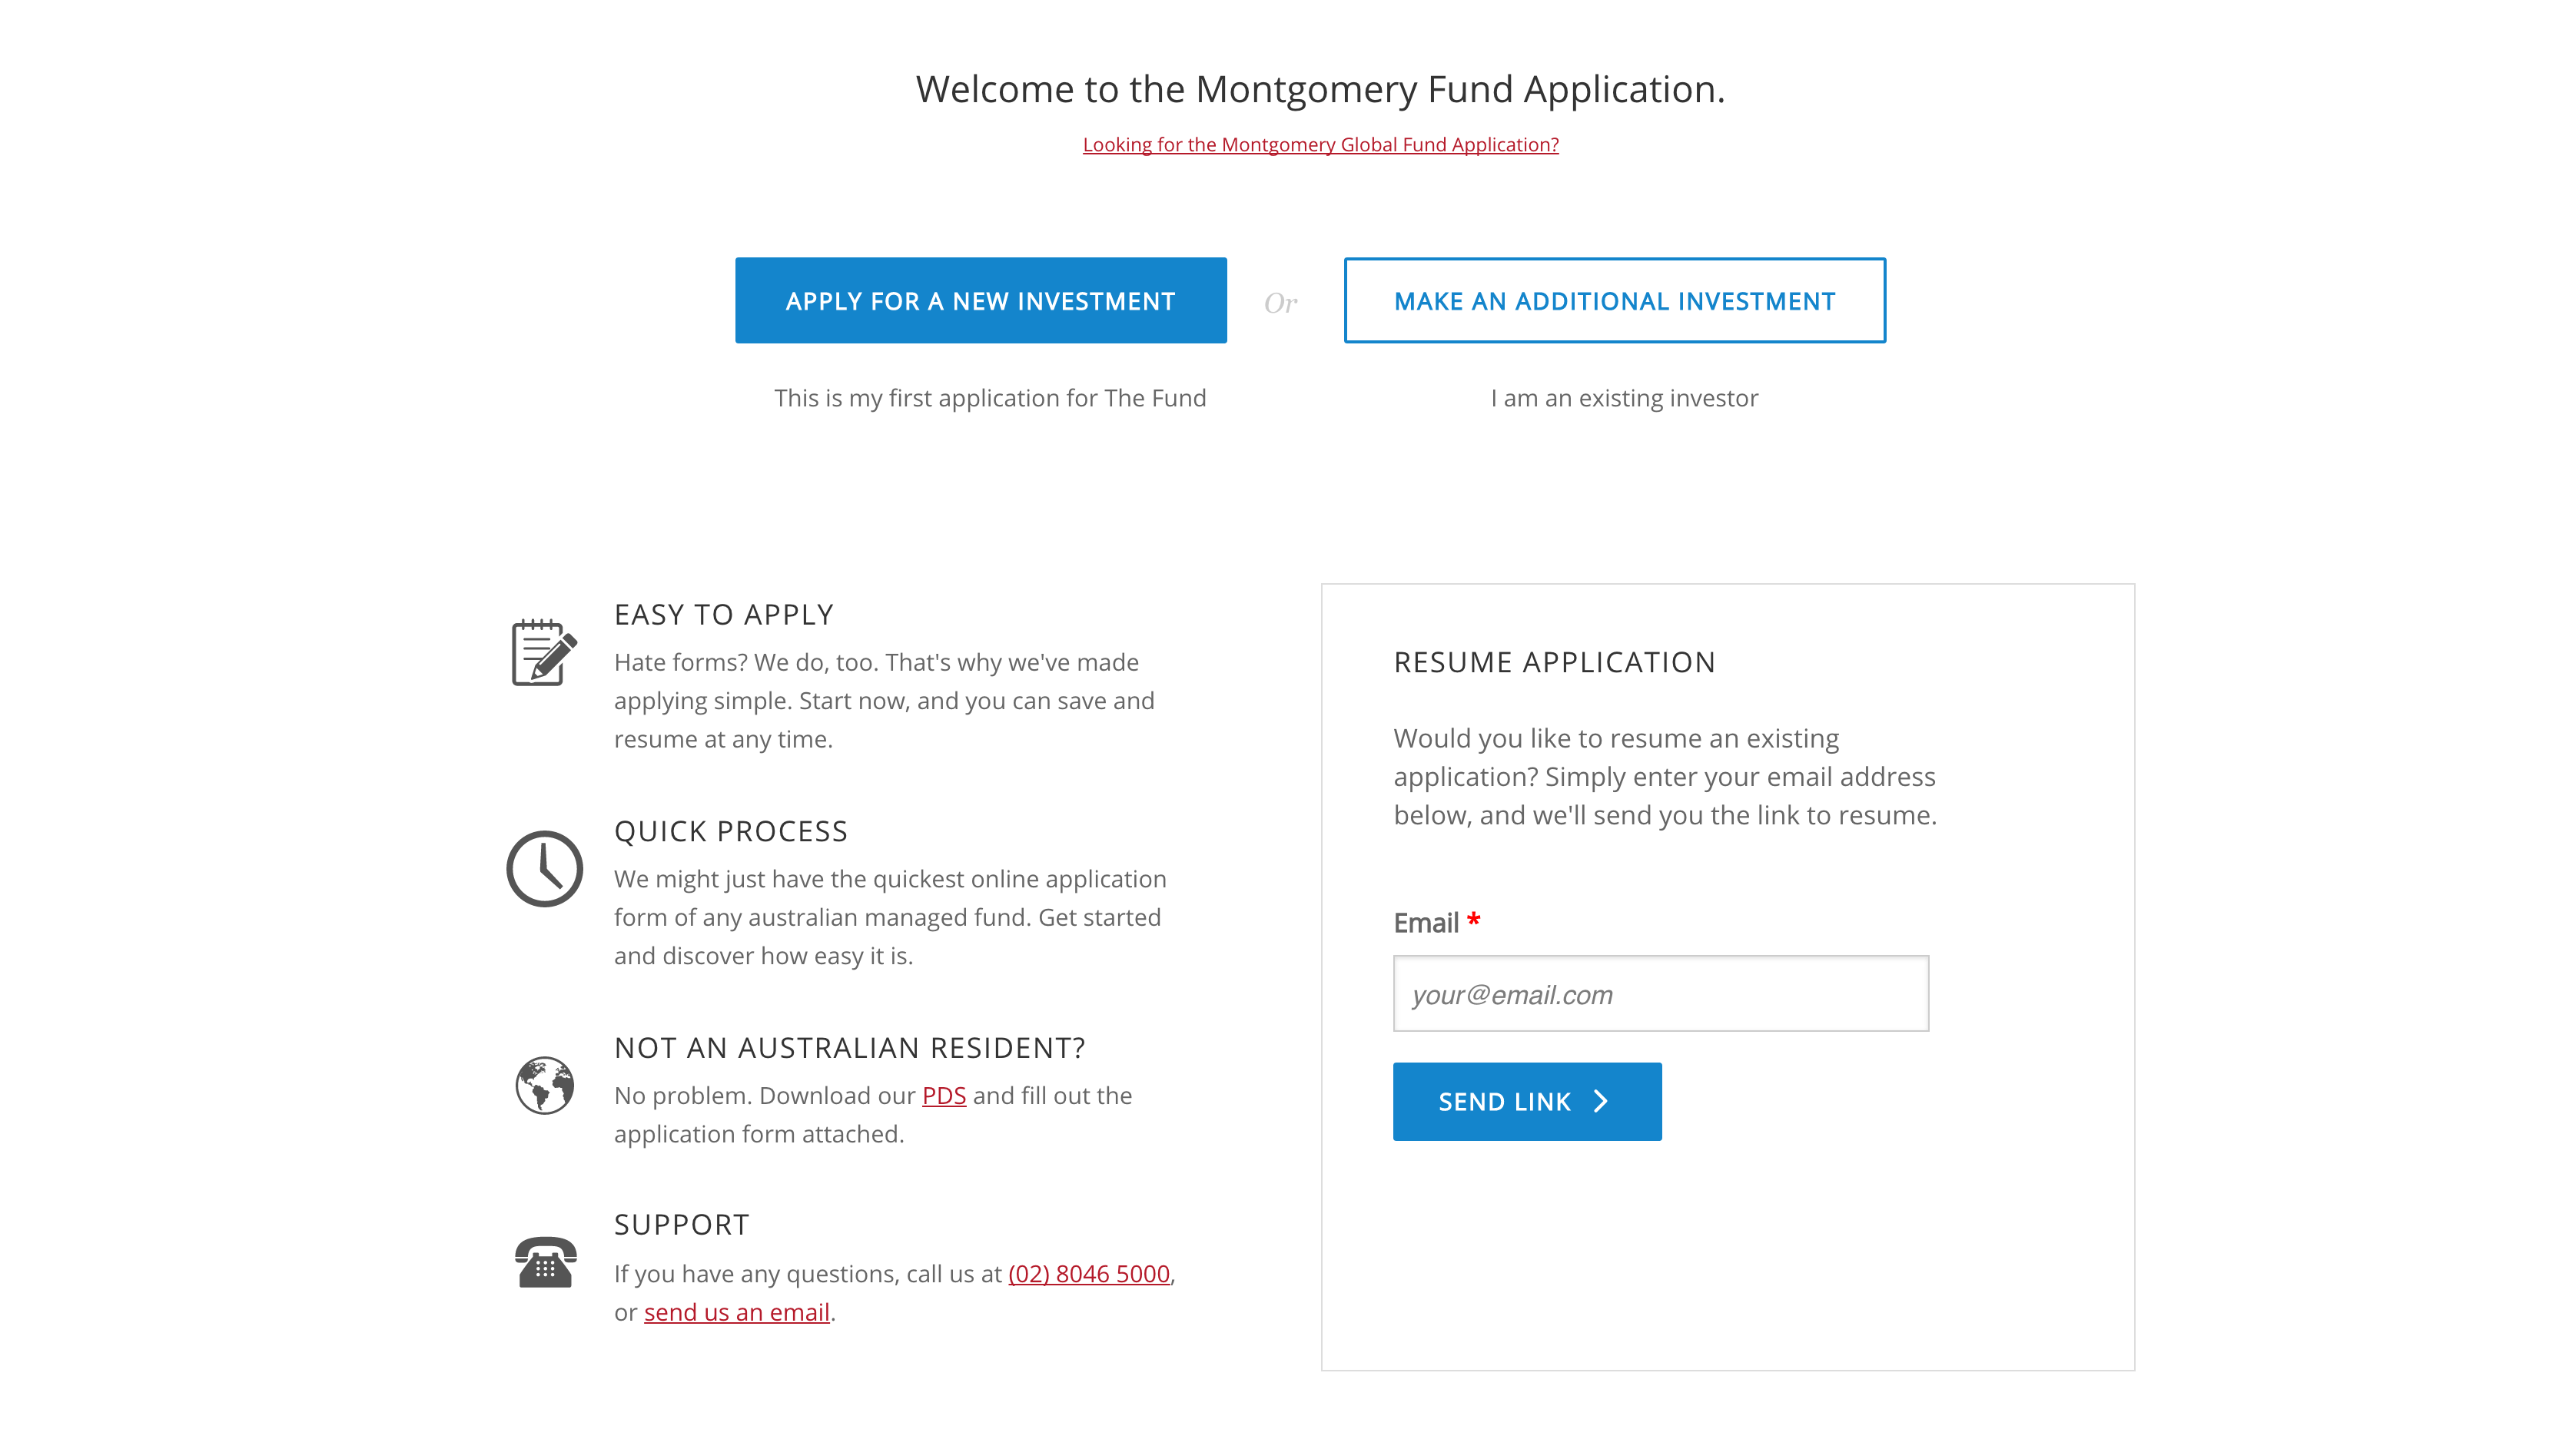 Welcome to the Montgomery Fund Application.
Looking for the Montgomery Global Fund Application?
APPLY FOR A NEW INVESTMENT
Or
MAKE AN ADDITIONAL INVESTMENT
This is my first application for The Fund
I am an existing investor
EASY TO APPLY
Hate forms? We do, too. That's why we've made
applying simple. Start now, and you can save and
resume at any time.
QUICK PROCESS
We might just have the quickest online application
form of any australian managed fund. Get started
and discover how easy it is.
NOT AN AUSTRALIAN RESIDENT?
No problem. Download our PDS and fill out the
application form attached.
SUPPORT
If you have any questions, call us at (02) 8046 5000,
or send us an email.
RESUME APPLICATION
Would you like to resume an existing
application? Simply enter your email address
below, and we'll send you the link to resume.
Email *
your@email.com
SEND LINK